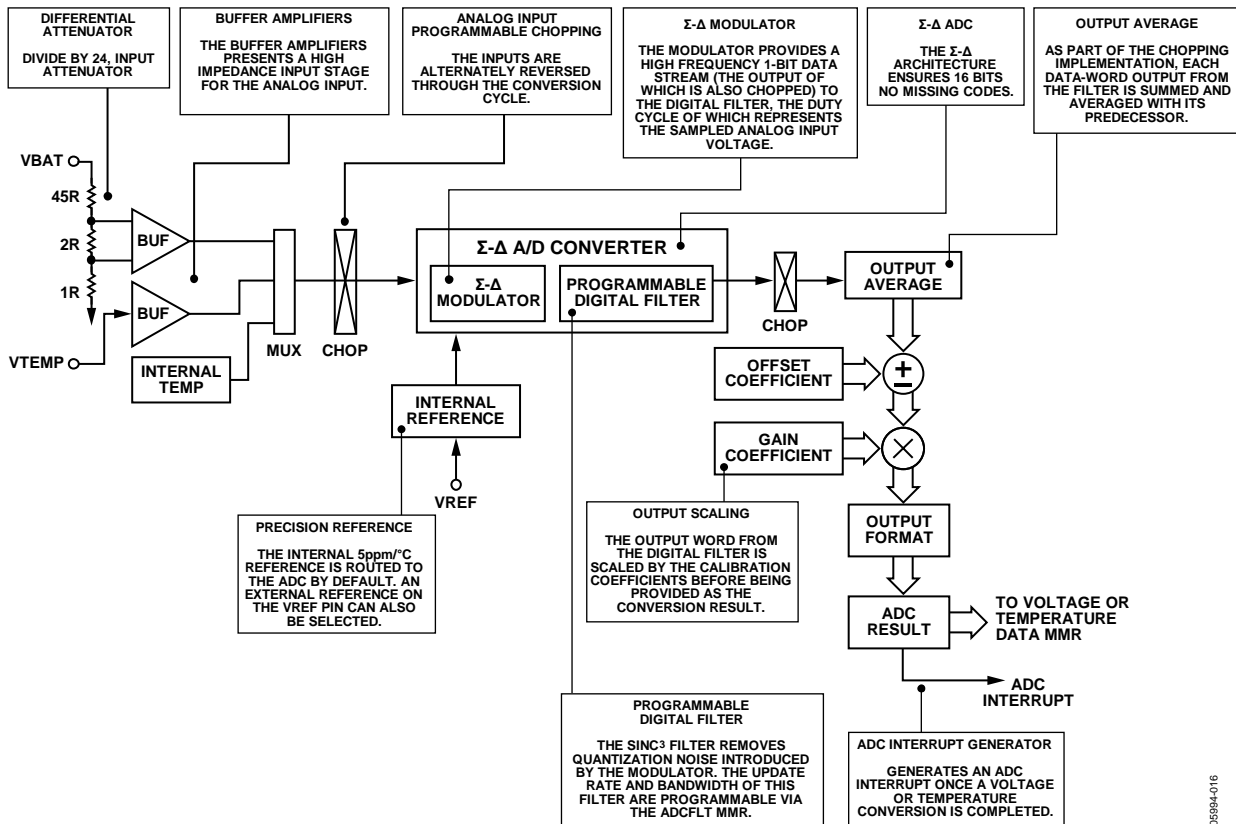 DIFFERENTIAL
ATTENUATOR
DIVIDE BY 24, INPUT
ATTENUATOR
BUFFER AMPLIFIERS
THE BUFFER AMPLIFIERS
PRESENTS A HIGH
IMPEDANCE INPUT STAGE
FOR THE ANALOG INPUT.
ANALOG INPUT
PROGRAMMABLE CHOPPING
THE INPUTS ARE
ALTERNATELY REVERSED
THROUGH THE CONVERSION
CYCLE.
Σ-Δ MODULATOR
THE MODULATOR PROVIDES A
HIGH FREQUENCY 1-BIT DATA
STREAM (THE OUTPUT OF
WHICH IS ALSO CHOPPED) TO
THE DIGITAL FILTER, THE DUTY
CYCLE OF WHICH REPRESENTS
THE SAMPLED ANALOG INPUT
VOLTAGE.
Σ-Δ ADC
THE Σ-Δ
ARCHITECTURE
ENSURES 16 BITS
NO MISSING CODES.
OUTPUT AVERAGE
AS PART OF THE CHOPPING
IMPLEMENTATION, EACH
DATA-WORD OUTPUT FROM
THE FILTER IS SUMMED AND
AVERAGED WITH ITS
PREDECESSOR.
VBAT
45R
2R
1R
BUF
BUF
VTEMP
INTERNAL
TEMP
MUX
CHOP
Σ-Δ A/D CONVERTER
Σ-Δ
MODULATOR
PROGRAMMABLE
DIGITAL FILTER
CHOP
OUTPUT
AVERAGE
INTERNAL
REFERENCE
VREF
OFFSET
COEFFICIENT
+
–
GAIN
COEFFICIENT
×
OUTPUT
FORMAT
ADC
RESULT
TO VOLTAGE OR
TEMPERATURE
DATA MMR
ADC
INTERRUPT
PRECISION REFERENCE
THE INTERNAL 5ppm/°C
REFERENCE IS ROUTED TO
THE ADC BY DEFAULT. AN
EXTERNAL REFERENCE ON
THE VREF PIN CAN ALSO
BE SELECTED.
OUTPUT SCALING
THE OUTPUT WORD FROM
THE DIGITAL FILTER IS
SCALED BY THE CALIBRATION
COEFFICIENTS BEFORE BEING
PROVIDED AS THE
CONVERSION RESULT.
PROGRAMMABLE
DIGITAL FILTER
THE SINC³ FILTER REMOVES
QUANTIZATION NOISE INTRODUCED
BY THE MODULATOR. THE UPDATE
RATE AND BANDWIDTH OF THIS
FILTER ARE PROGRAMMABLE VIA
THE ADCFLT MMR.
ADC INTERRUPT GENERATOR
GENERATES AN ADC
INTERRUPT ONCE A VOLTAGE
OR TEMPERATURE
CONVERSION IS COMPLETED.
05994-016